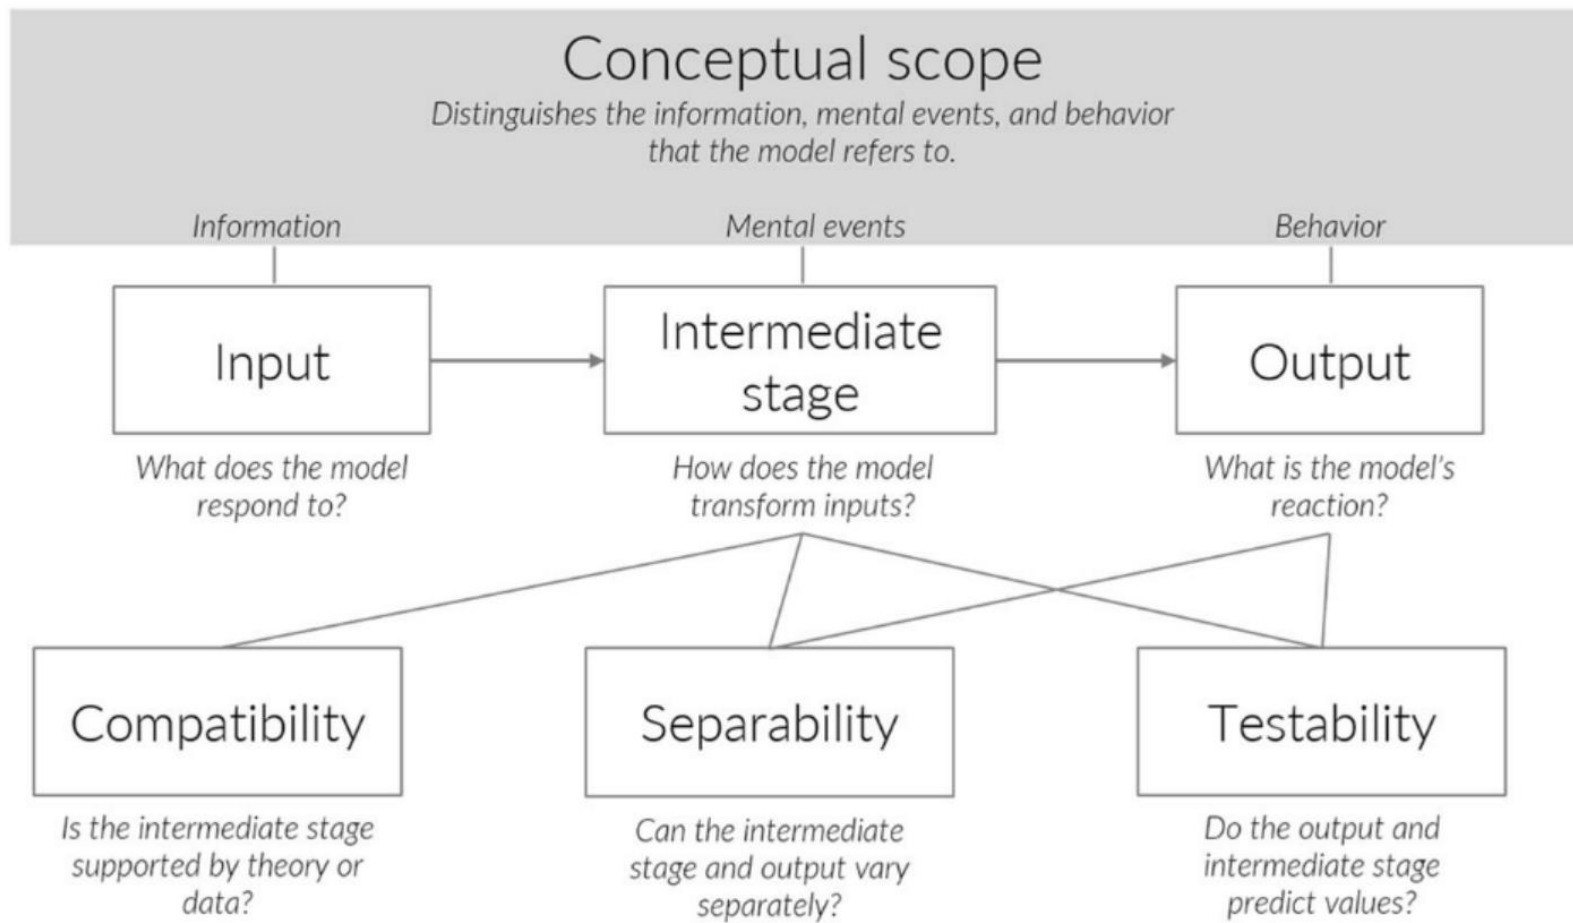 Conceptual scope
Distinguishes the information, mental events, and behavior
that the model refers to.
Information
Mental events
Behavior
Input
Intermediate
stage
Output
What does the model
respond to?
How does the model
transform inputs?
What is the model's
reaction?
Compatibility
Separability
Testability
Is the intermediate stage
supported by theory or
data?
Can the intermediate
stage and output vary
separately?
Do the output and
intermediate stage
predict values?